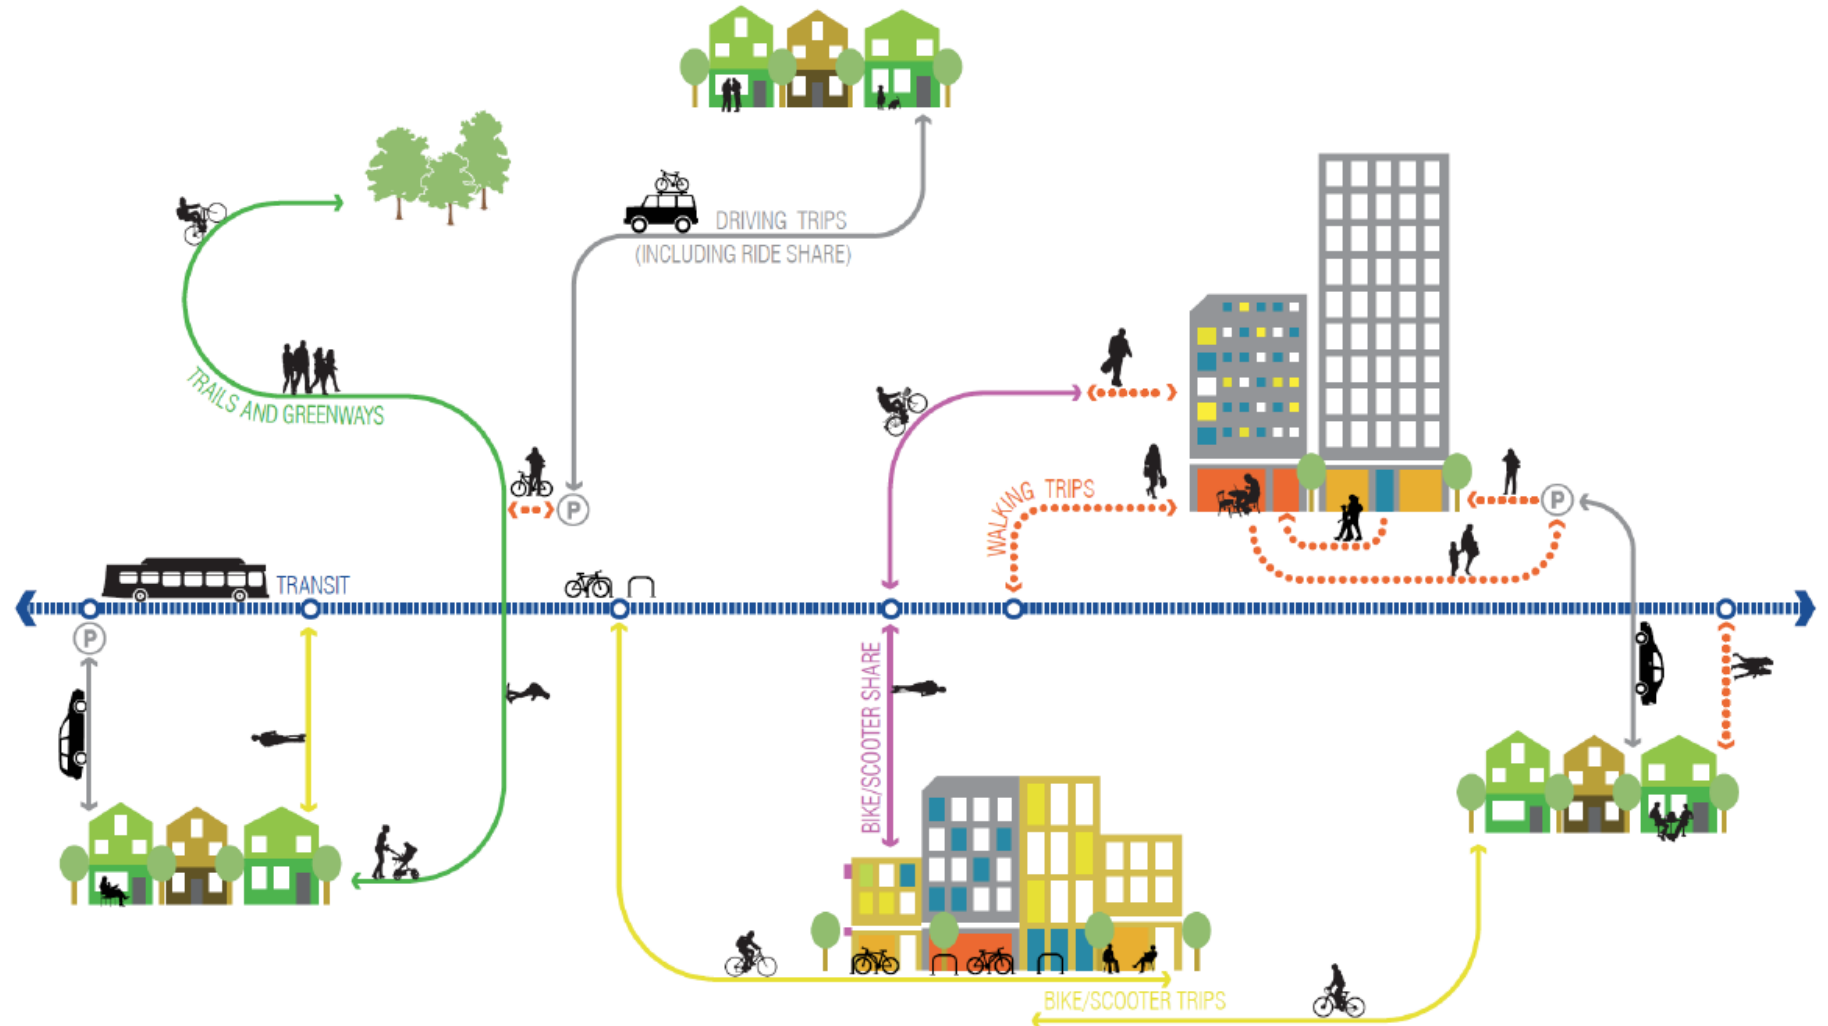 DRIVING TRIPS
(INCLUDING RIDE SHARE)
TRAILS AND GREENWAYS
P
WALKING TRIPS
P
TRANSIT
P
BIKE/SCOOTER SHARE
BIKE/SCOOTER TRIPS